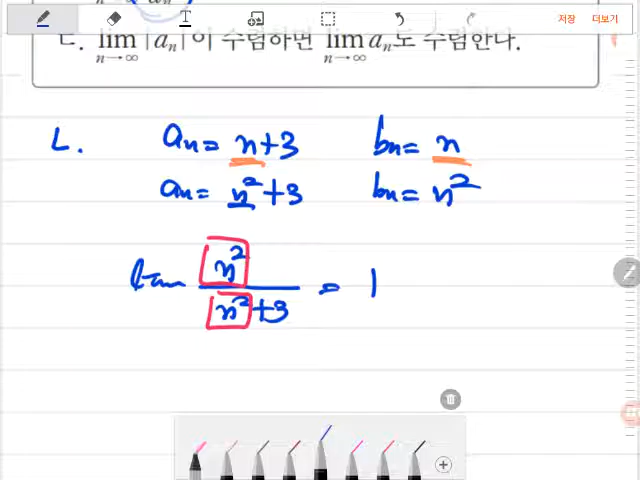 저장 더보기
ㄷ. lim n→∞ |aₙ|이 수렴하면 lim n→∞ aₙ도 수렴한다.
ㄴ. aₙ= n+3 bₙ= n
aₙ= n²+3 bₙ= n²
lim n² / n²+3 = 1